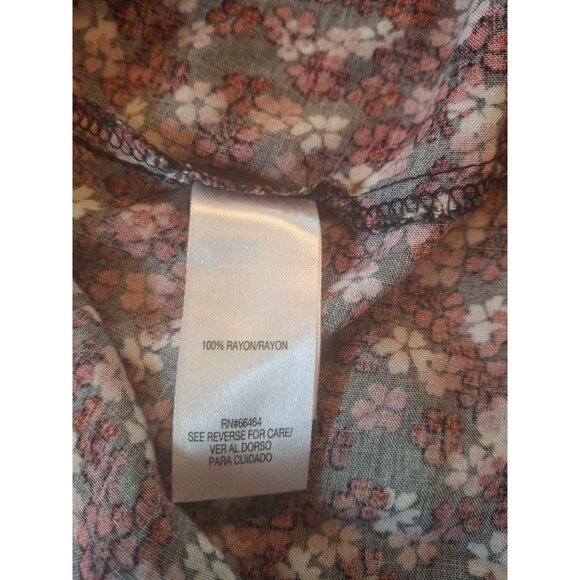 100% RAYON/RAYON
RN#66464
SEE REVERSE FOR CARE/
VER AL DORSO
PARA CUIDADO